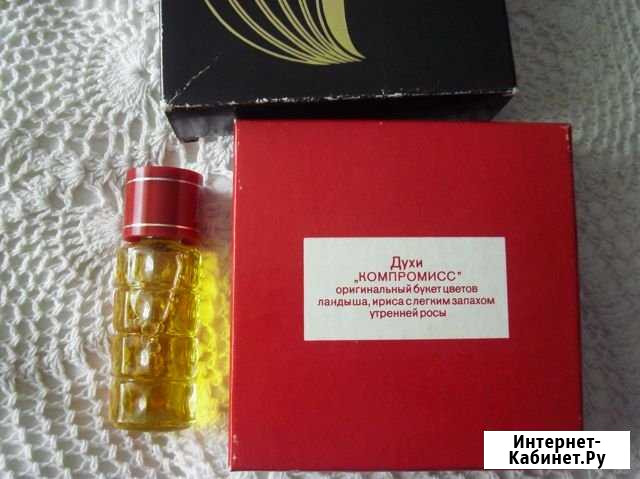 Духи
„КОМПРОМИСС"
оригинальный букет цветов
ландыша, ириса с легким запахом
утренней росы
Интернет-
Кабинет.Ру